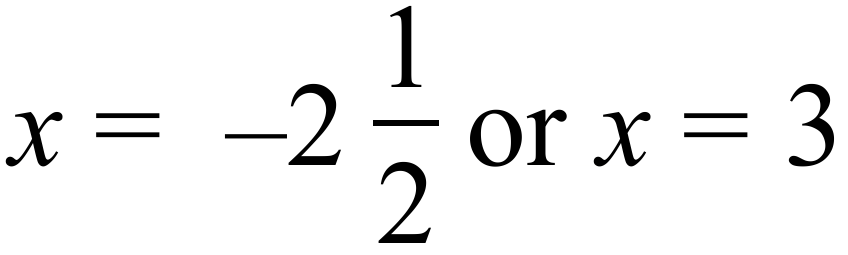 x = −2 1/2 or x = 3